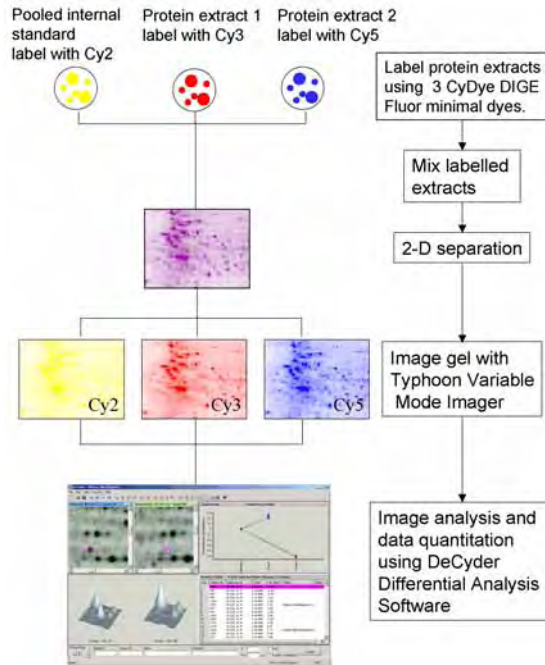 Pooled internal
standard
label with Cy2
Protein extract 1
label with Cy3
Protein extract 2
label with Cy5
Label protein extracts
using 3 CyDye DIGE
Fluor minimal dyes.
Mix labelled
extracts
2-D separation
Cy2
Cy3
Cy5
Image gel with
Typhoon Variable
Mode Imager
Image analysis and
data quantitation
using DeCyder
Differential Analysis
Software